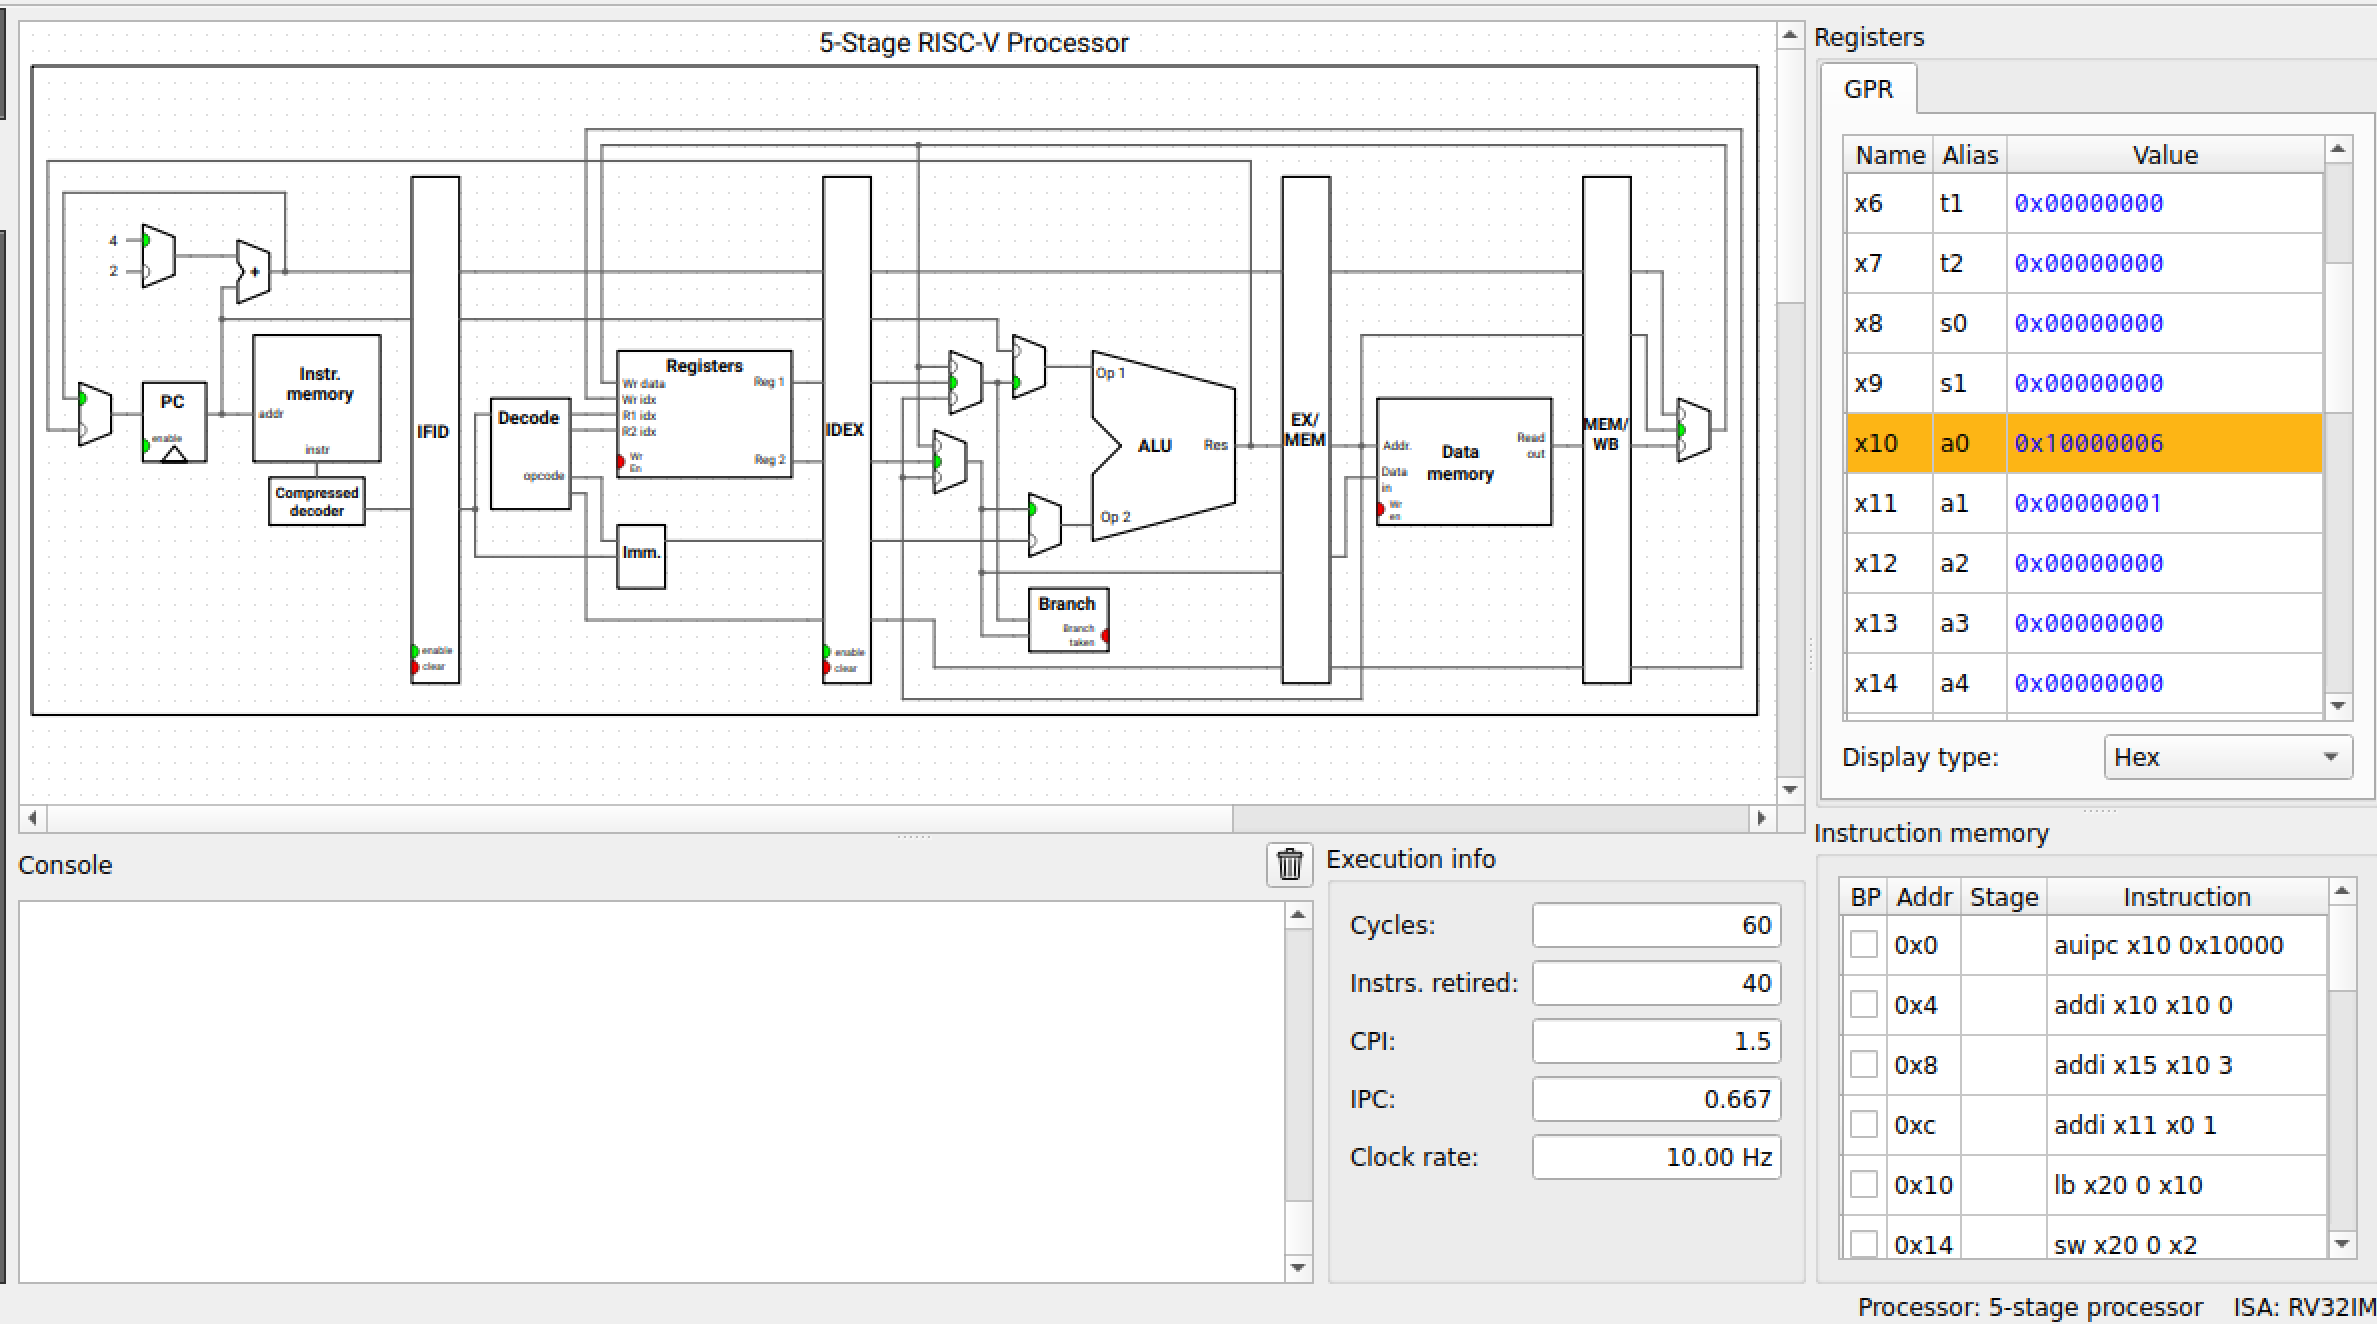 5-Stage RISC-V Processor
4
2
+
PC
enable
Instr.
memory
addr
instr
Compressed
decoder
IFID
enable
clear
Decode
opcode
Registers
Wr data
Wr idx
R1 idx
R2 idx
Wr
En
Reg 1
Reg 2
Imm.
IDEX
enable
clear
Op 1
ALU
Res
Op 2
Branch
Branch
taken
EX/
MEM
Addr.
Data
in
Wr
en
Data
memory
Read
out
MEM/
WB
Registers
GPR
Name Alias Value
x6 t1 0x00000000
x7 t2 0x00000000
x8 s0 0x00000000
x9 s1 0x00000000
x10 a0 0x10000006
x11 a1 0x00000001
x12 a2 0x00000000
x13 a3 0x00000000
x14 a4 0x00000000
Display type: Hex
Console
Execution info
Cycles: 60
Instrs. retired: 40
CPI: 1.5
IPC: 0.667
Clock rate: 10.00 Hz
Instruction memory
BP Addr Stage Instruction
0x0 auipc x10 0x10000
0x4 addi x10 x10 0
0x8 addi x15 x10 3
0xc addi x11 x0 1
0x10 lb x20 0 x10
0x14 sw x20 0 x2
Processor: 5-stage processor ISA: RV32IM